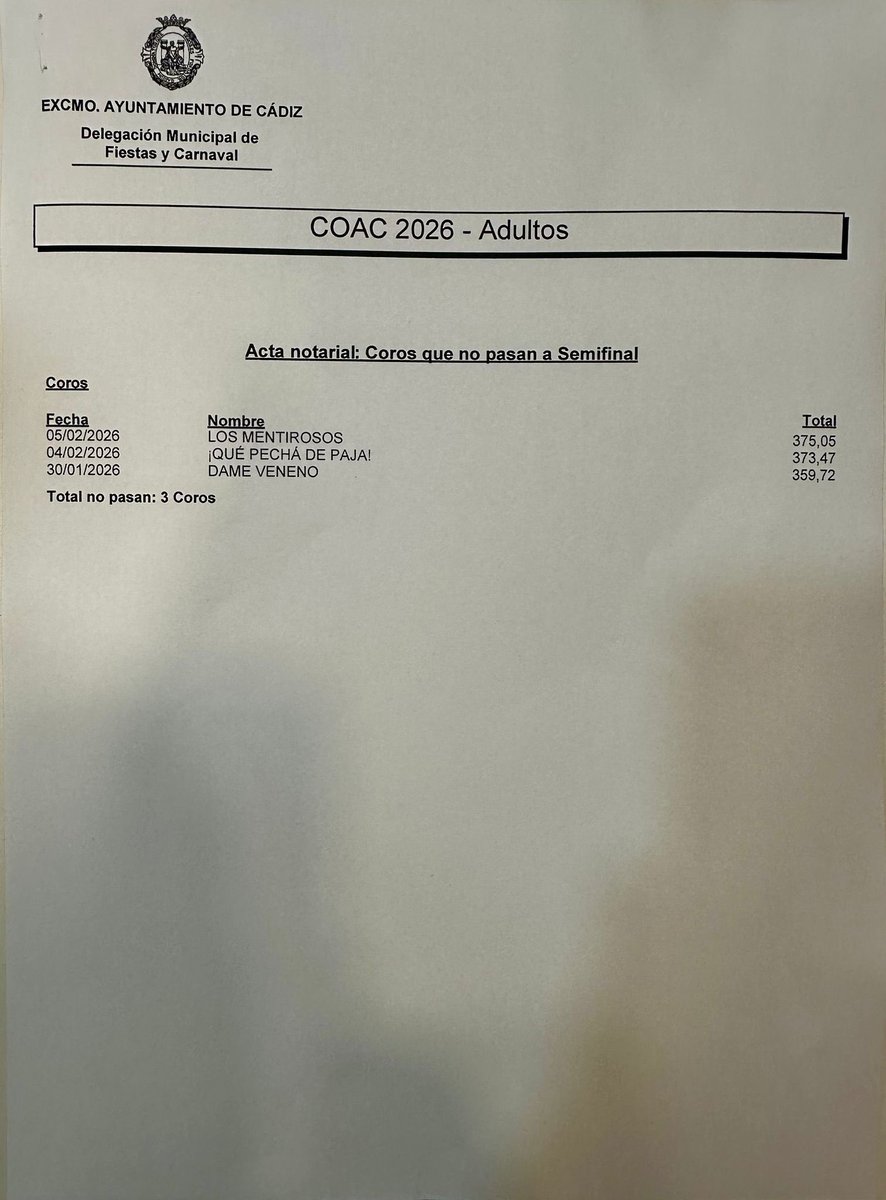 EXCMO. AYUNTAMIENTO DE CÁDIZ
Delegación Municipal de
Fiestas y Carnaval
COAC 2026 - Adultos
Acta notarial: Coros que no pasan a Semifinal
Coros
Fecha Nombre Total
05/02/2026 LOS MENTIROSOS 375,05
04/02/2026 ¡QUÉ PECHÁ DE PAJA! 373,47
30/01/2026 DAME VENENO 359,72
Total no pasan: 3 Coros